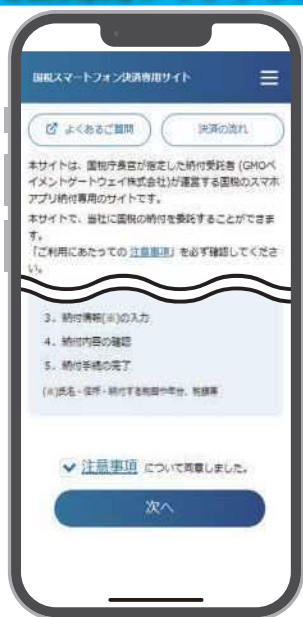 国税スマートフォン決済専用サイト
よくあるご質問
決済の流れ
本サイトは、国税庁長官が指定した納付受託者(GMOペ
イメントゲートウェイ株式会社)が運営する国税のスマホ
アプリ納付専用のサイトです。
本サイトで、当社に国税の納付を委託することができま
す。
「ご利用にあたっての注意事項」を必ず確認してくださ
い。
3. 納付情報(※)の入力
4. 納付内容の確認
5. 納付手続の完了
(※)氏名・住所・納付する税目や年分、税額等
注意事項 について同意しました。
次へ